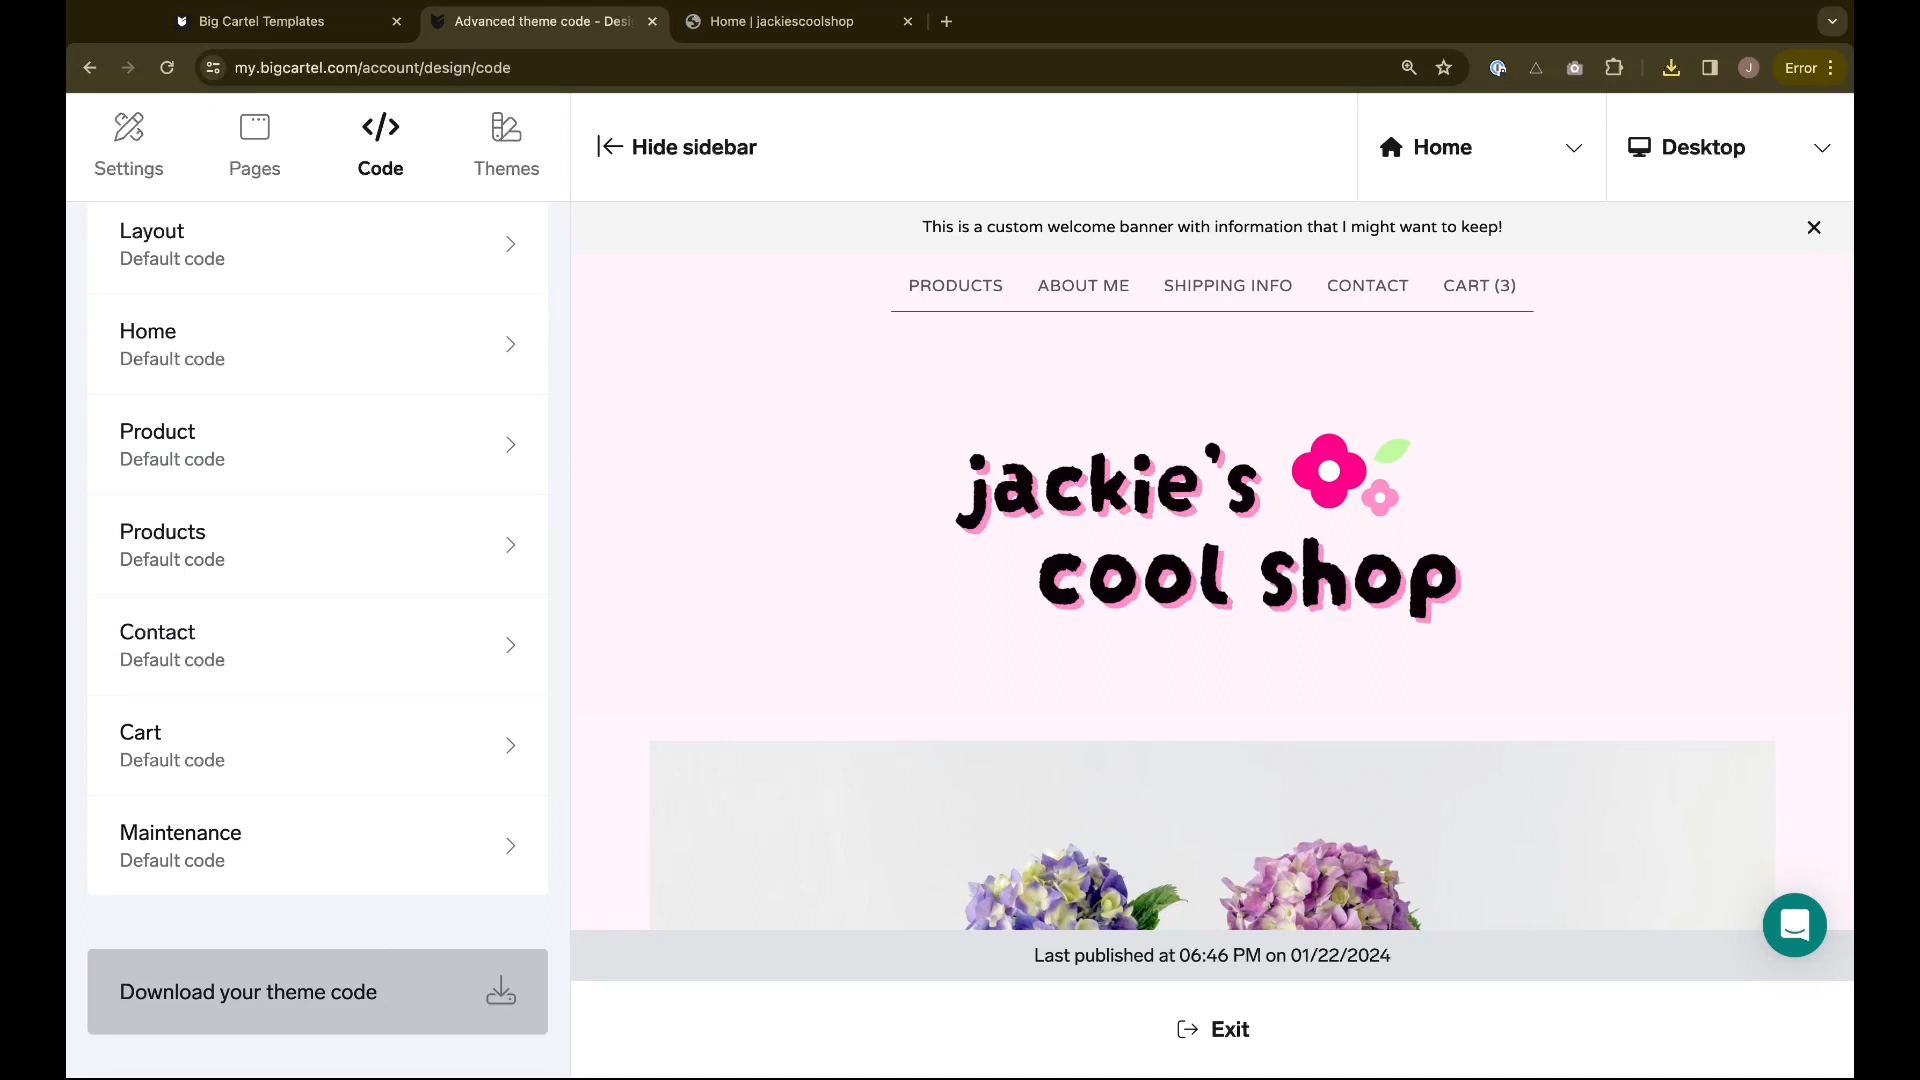 Big Cartel Templates
Advanced theme code - Desi
Home | jackiescoolshop
my.bigcartel.com/account/design/code
J
Error
Settings
Pages
Code
Themes
Hide sidebar
Home
Desktop
Layout
Default code
Home
Default code
Product
Default code
Products
Default code
Contact
Default code
Cart
Default code
Maintenance
Default code
Download your theme code
This is a custom welcome banner with information that I might want to keep!
PRODUCTS ABOUT ME SHIPPING INFO CONTACT CART (3)
jackie's
cool shop
Last published at 06:46 PM on 01/22/2024
Exit